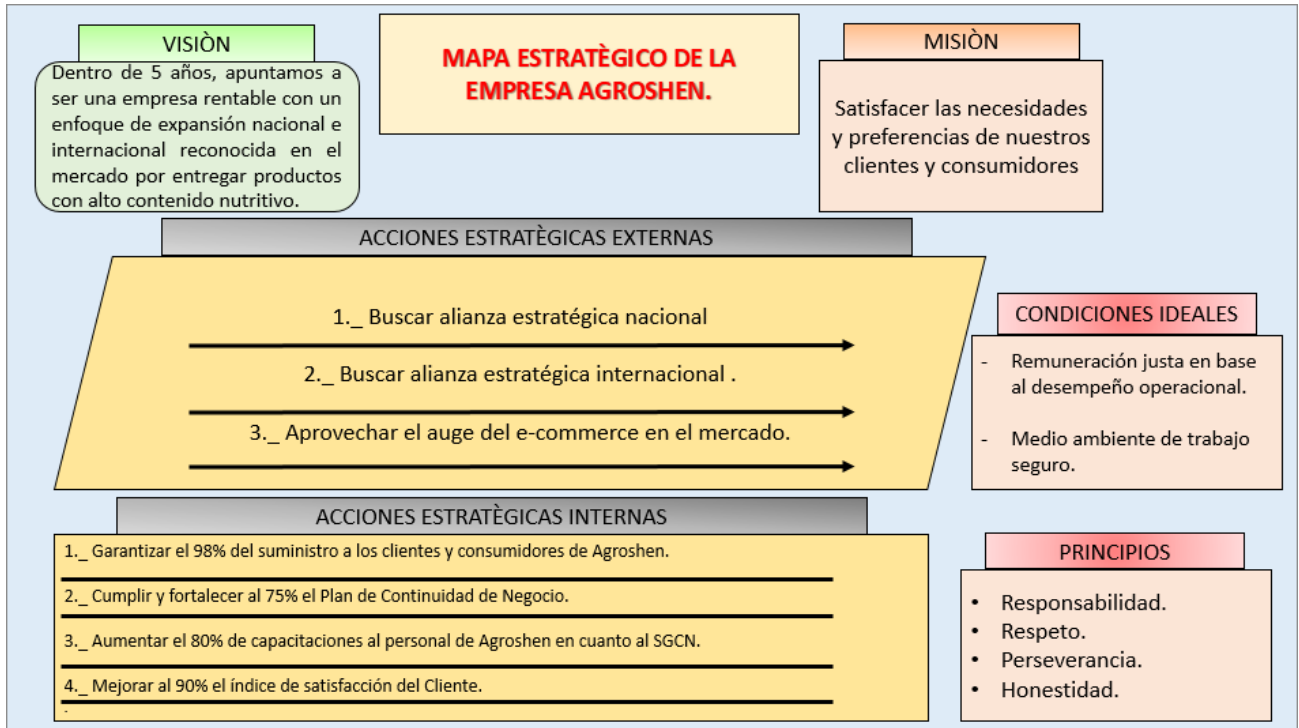 VISIÒN
Dentro de 5 años, apuntamos a
ser una empresa rentable con un
enfoque de expansión nacional e
internacional reconocida en el
mercado por entregar productos
con alto contenido nutritivo.
MAPA ESTRATÈGICO DE LA
EMPRESA AGROSHEN.
MISIÒN
Satisfacer las necesidades
y preferencias de nuestros
clientes y consumidores
ACCIONES ESTRATÈGICAS EXTERNAS
1._ Buscar alianza estratégica nacional
2._ Buscar alianza estratégica internacional .
3._ Aprovechar el auge del e-commerce en el mercado.
CONDICIONES IDEALES
- Remuneración justa en base
al desempeño operacional.
- Medio ambiente de trabajo
seguro.
ACCIONES ESTRATÈGICAS INTERNAS
1._ Garantizar el 98% del suministro a los clientes y consumidores de Agroshen.
2._ Cumplir y fortalecer al 75% el Plan de Continuidad de Negocio.
3._ Aumentar el 80% de capacitaciones al personal de Agroshen en cuanto al SGCN.
4._ Mejorar al 90% el índice de satisfacción del Cliente.
.
PRINCIPIOS
• Responsabilidad.
• Respeto.
• Perseverancia.
• Honestidad.